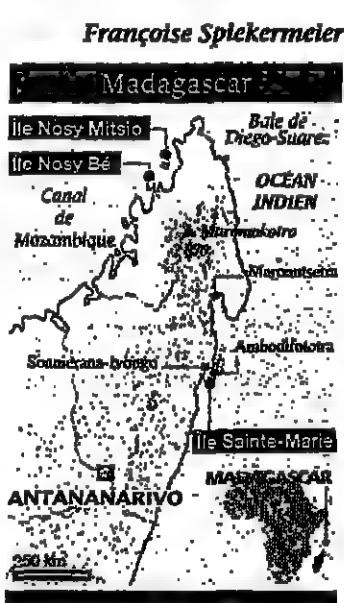 Françoise Spiekermeier
Madagascar
Île Nosy Mitsio
Baie de
Diego-Suarez
Île Nosy Bé
OCÉAN
INDIEN
Canal
de
Mozambique
Maroantsetra
Ambodifototra
Soanierana-Ivongo
Île Sainte-Marie
MADAGASCAR
ANTANANARIVO
250 km